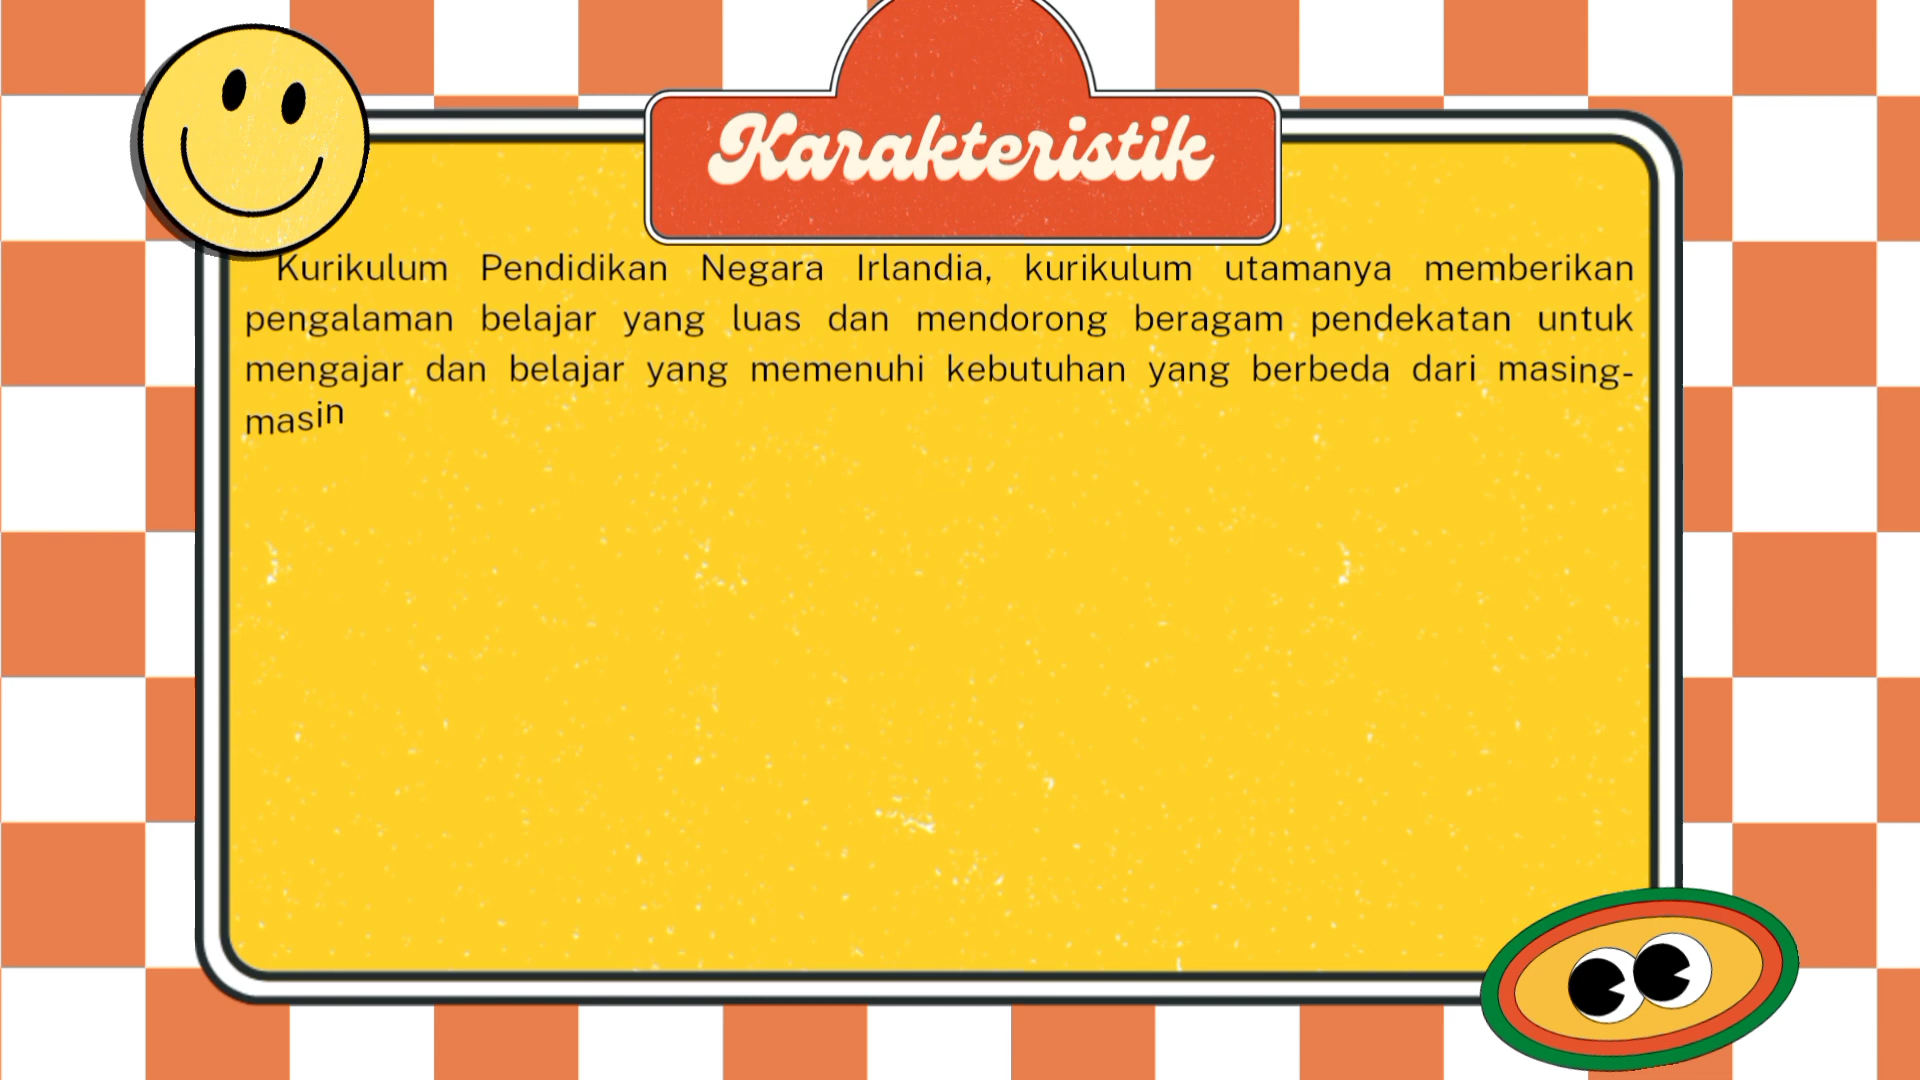 Karakteristik
Kurikulum Pendidikan Negara Irlandia, kurikulum utamanya memberikan
pengalaman belajar yang luas dan mendorong beragam pendekatan untuk
mengajar dan belajar yang memenuhi kebutuhan yang berbeda dari masing-
masin